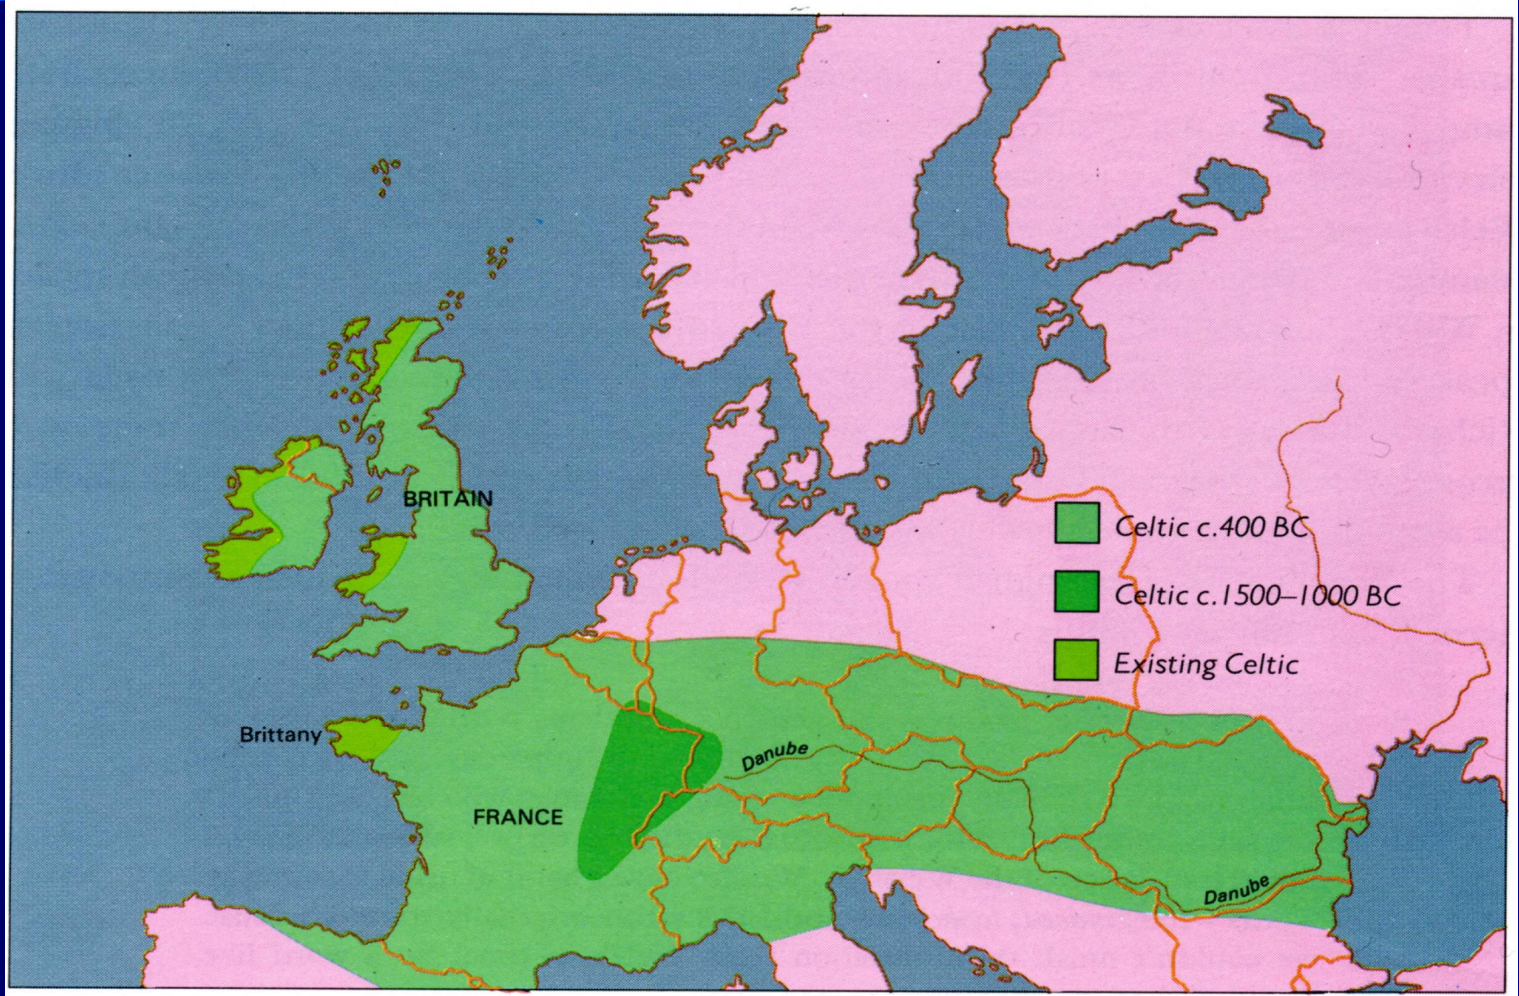 BRITAIN
Celtic c.400 BC
Celtic c.1500–1000 BC
Existing Celtic
Brittany
Danube
FRANCE
Danube